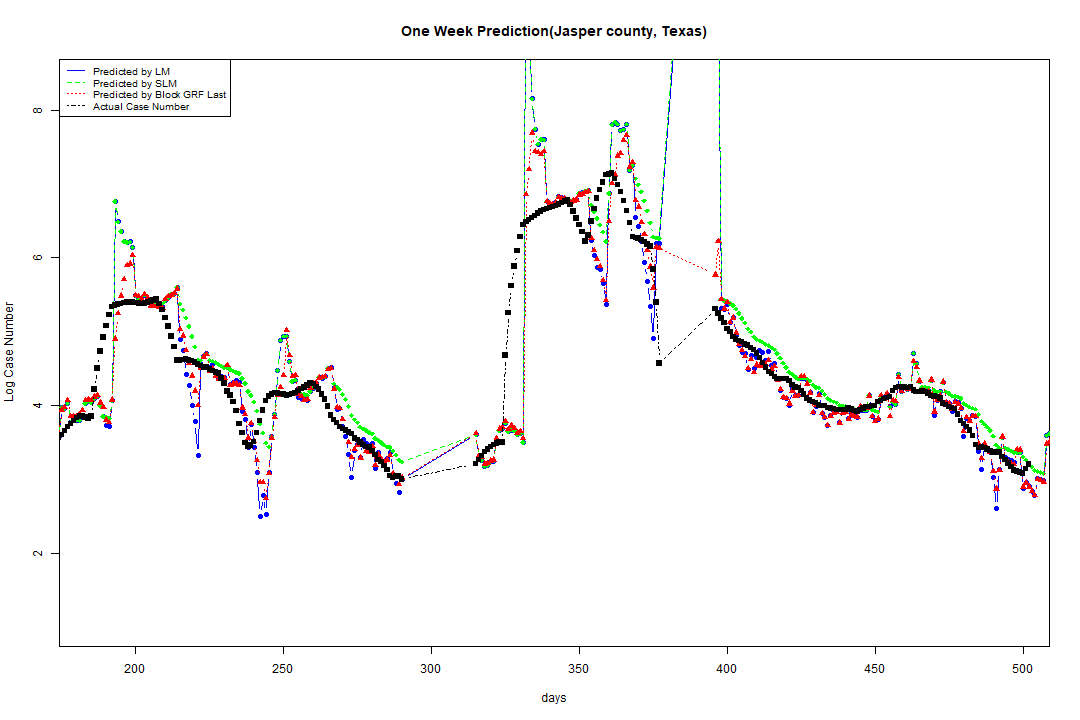 One Week Prediction(Jasper county, Texas)
Predicted by LM
Predicted by SLM
Predicted by Block GRF Last
Actual Case Number
8
6
4
2
Log Case Number
200 250 300 350 400 450 500
days